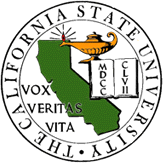 THE CALIFORNIA STATE UNIVERSITY
VOX
VERITAS
VITA
MDCC
CLVII